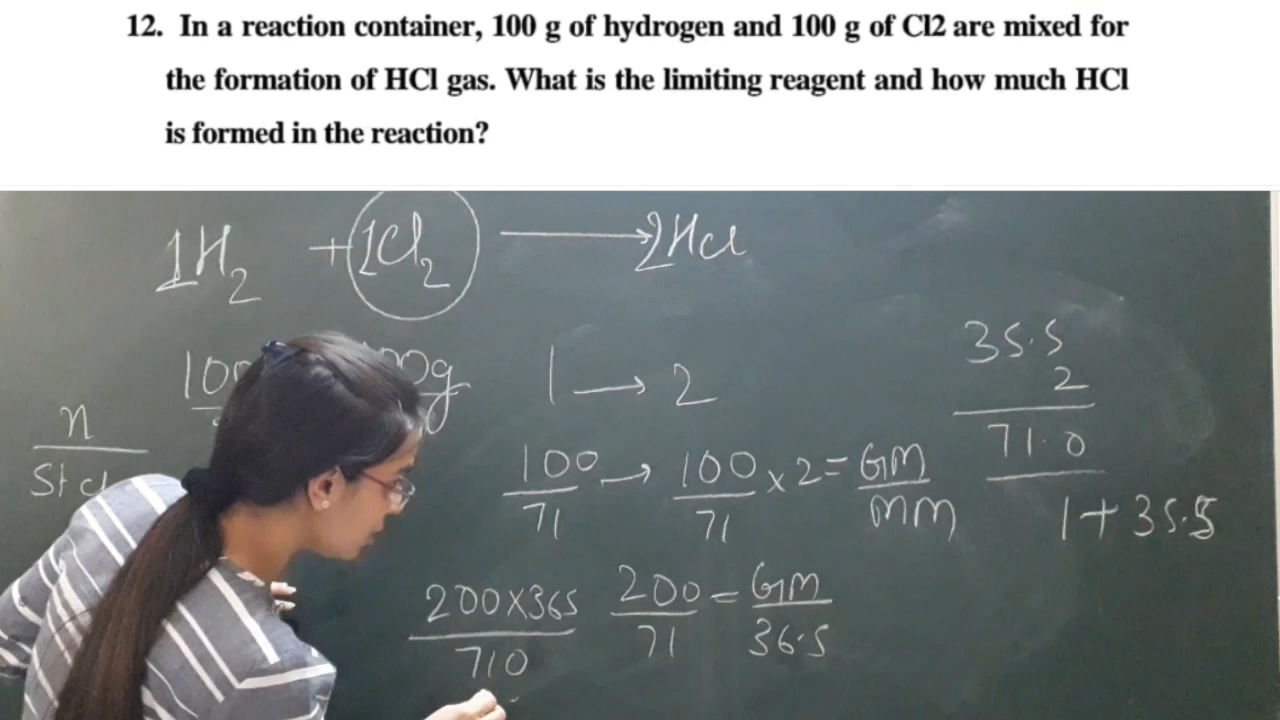 12. In a reaction container, 100 g of hydrogen and 100 g of Cl2 are mixed for
the formation of HCl gas. What is the limiting reagent and how much HCl
is formed in the reaction?
1H2 + 1Cl2 → 2Hcl
n
1 → 2
35.5
2
71.0
100/71 → 100/71 x 2 = GM/MM
1 + 35.5
200x365/710
200/71 = GM/36.5